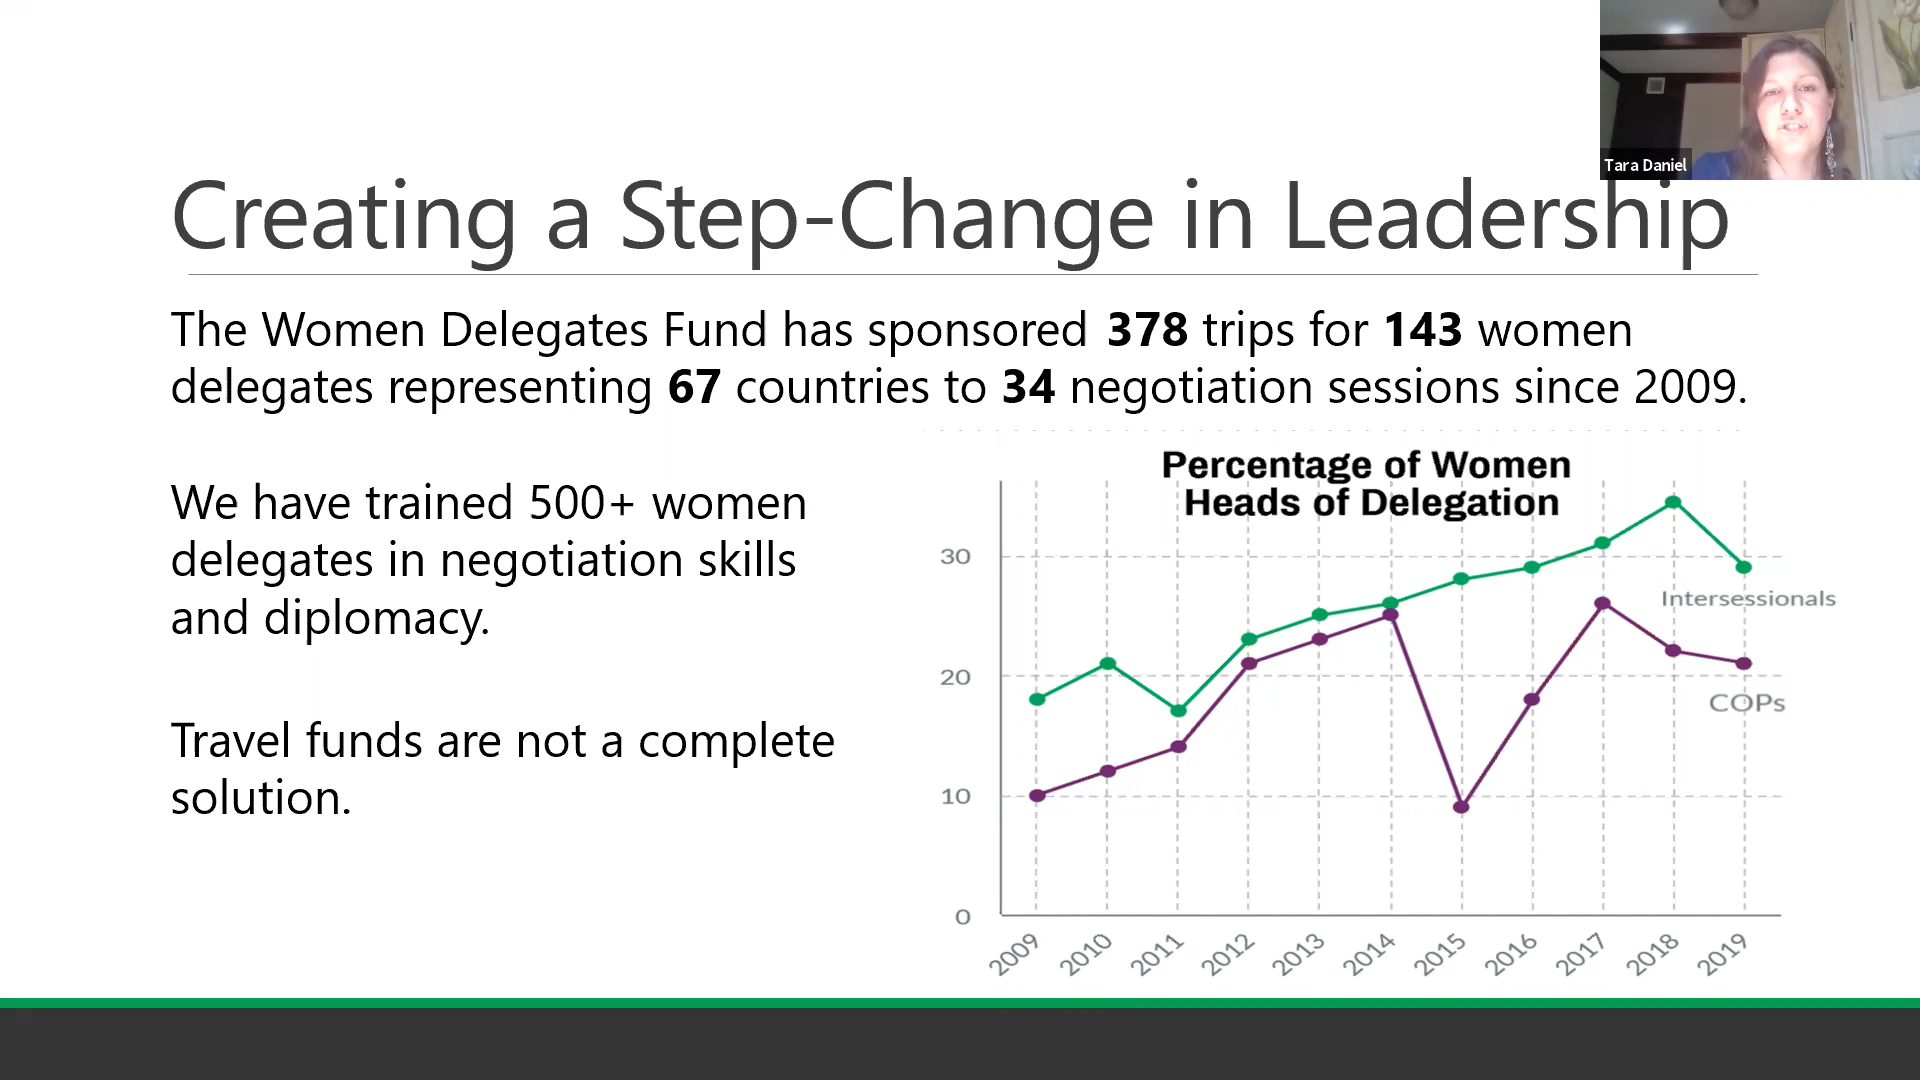 Tara Daniel
Creating a Step-Change in Leadership
The Women Delegates Fund has sponsored 378 trips for 143 women
delegates representing 67 countries to 34 negotiation sessions since 2009.
We have trained 500+ women
delegates in negotiation skills
and diplomacy.
Travel funds are not a complete
solution.
Percentage of Women
Heads of Delegation
30
20
10
0
Intersessionals
COPs
2009
2010
2011
2012
2013
2014
2015
2016
2017
2018
2019